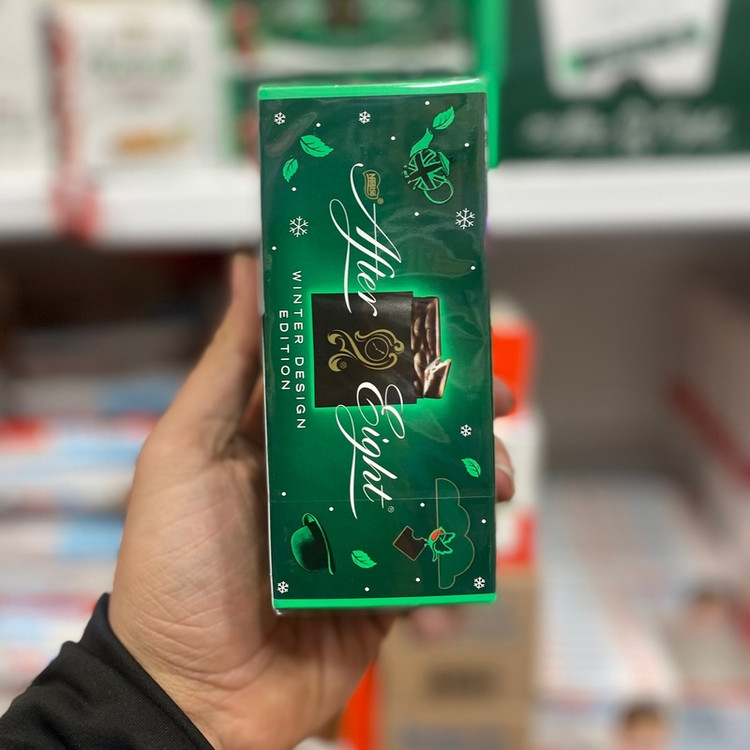 Nestlé
®
After
Eight®
®
WINTER DESIGN
EDITION